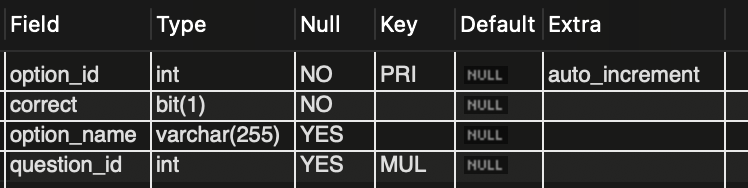 Field Type Null Key Default Extra
option_id int NO PRI NULL auto_increment
correct bit(1) NO NULL
option_name varchar(255) YES NULL
question_id int YES MUL NULL